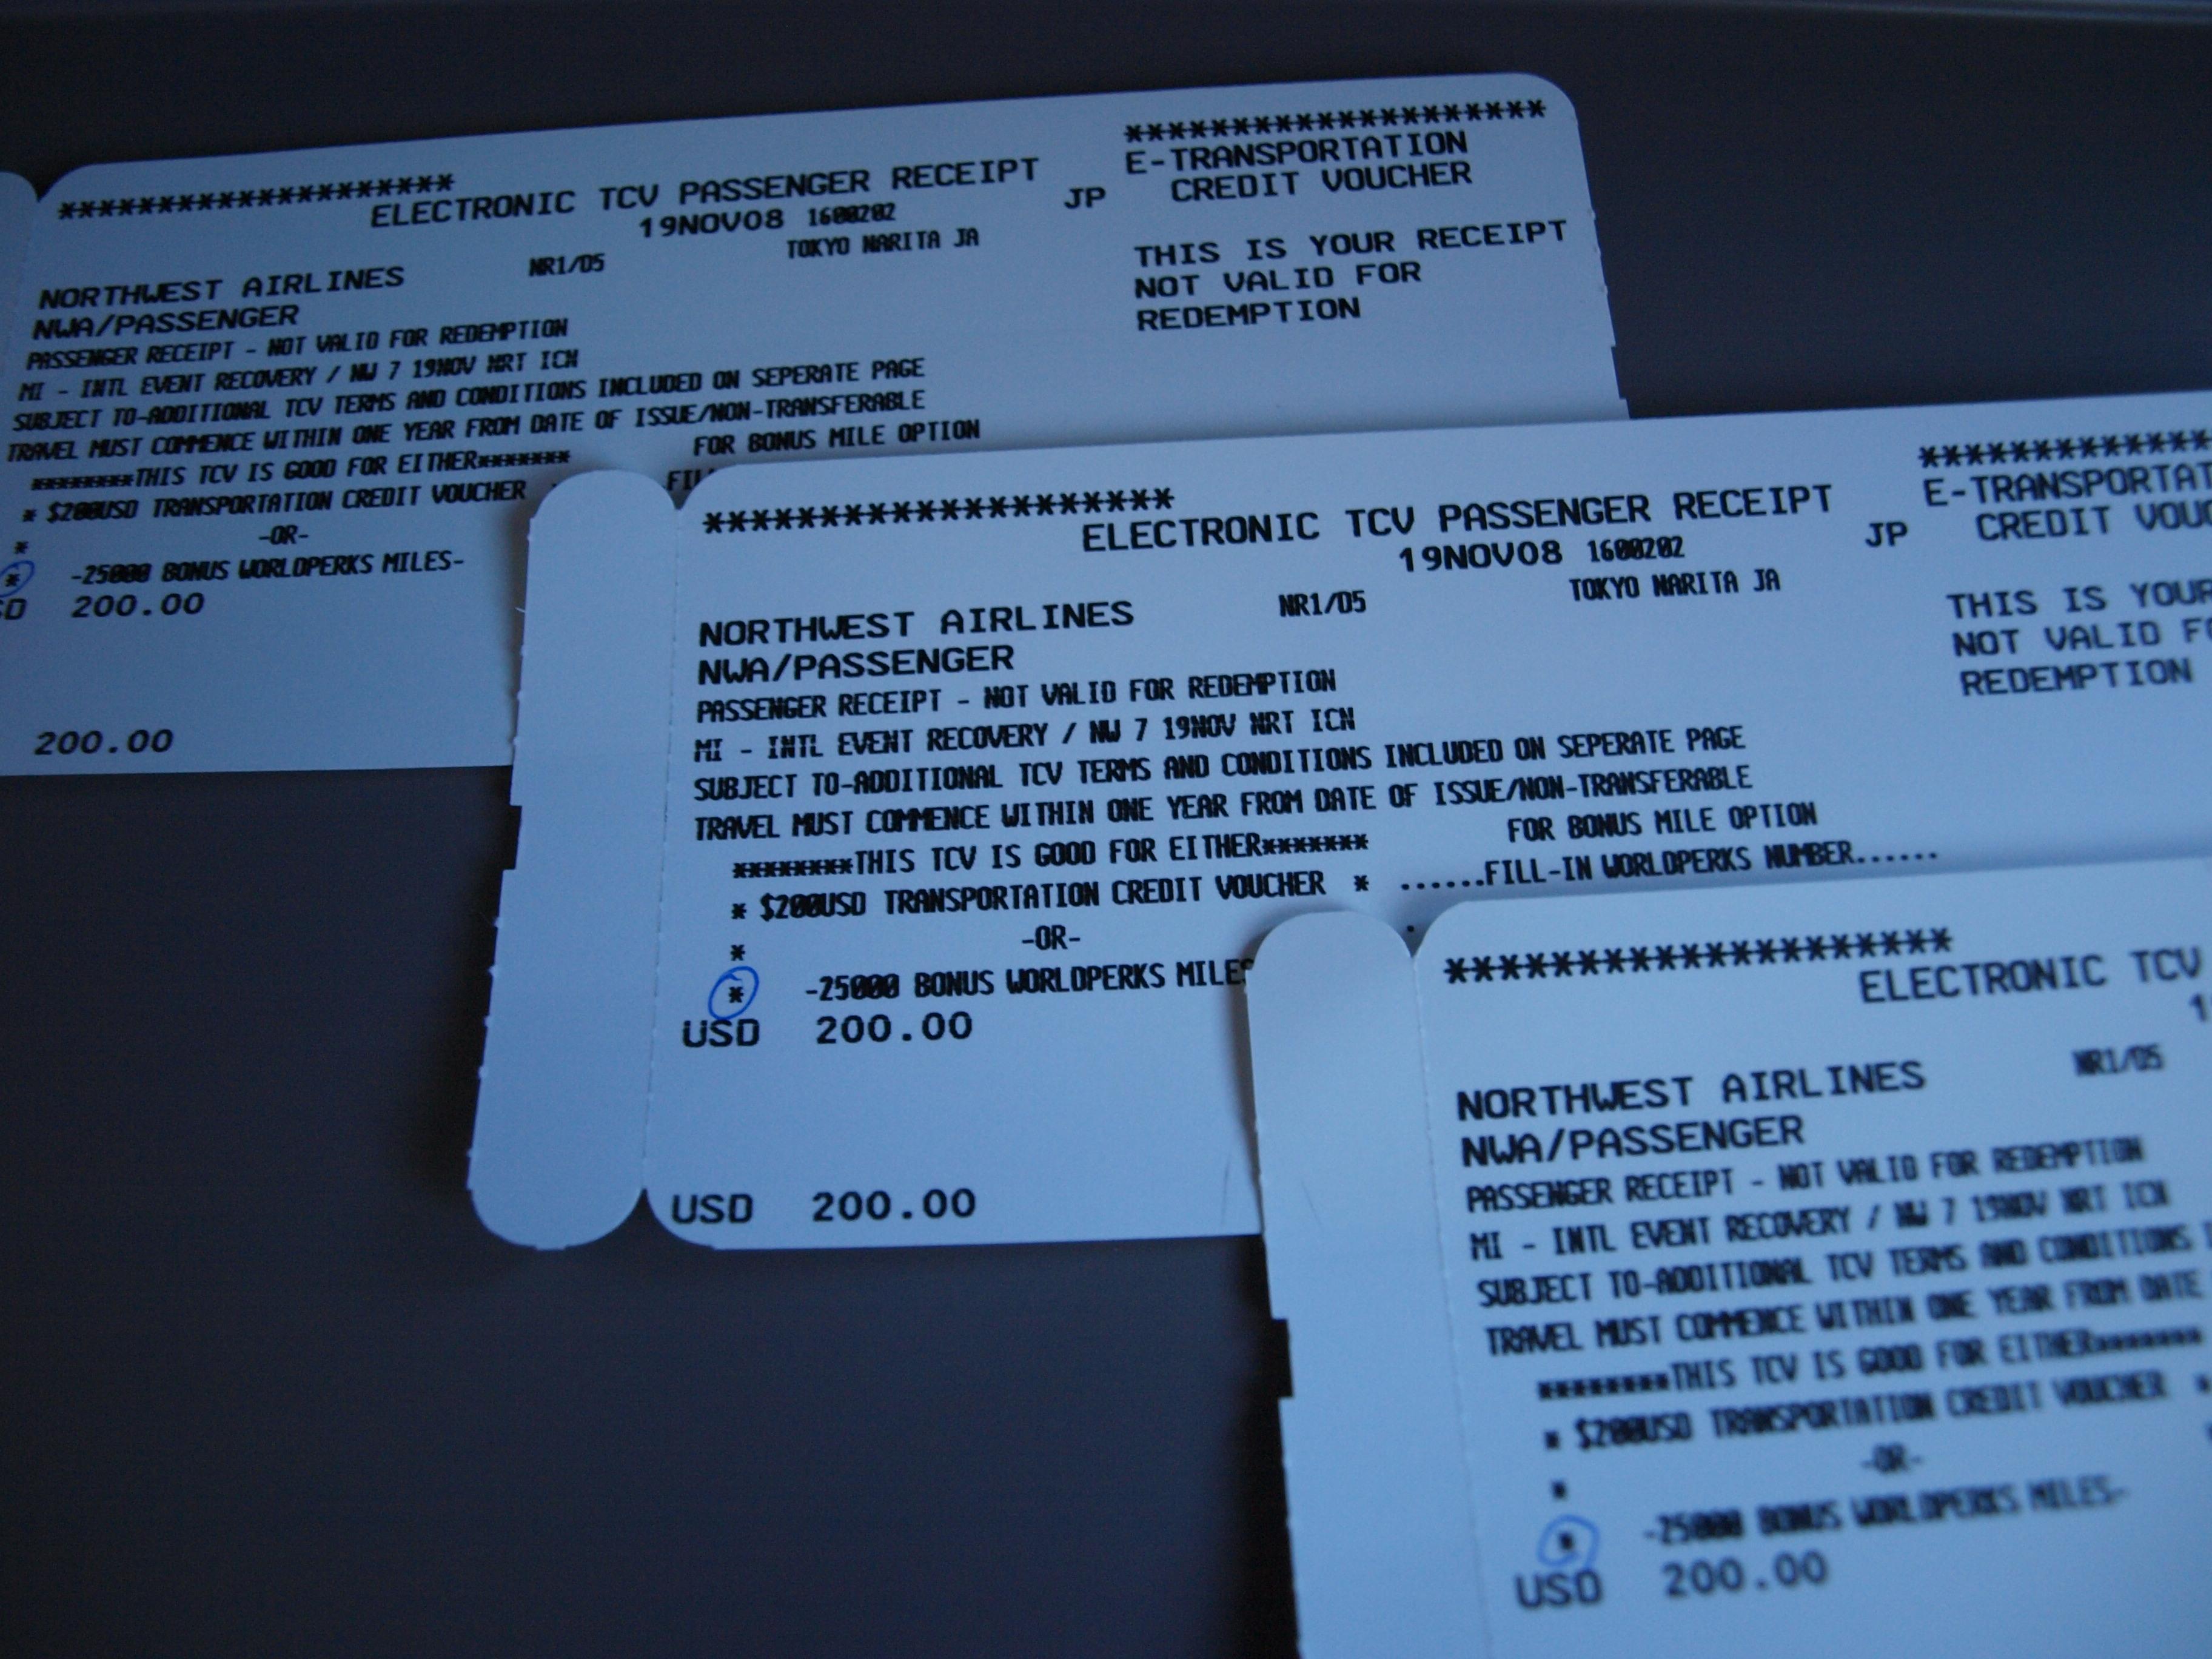 *******************
ELECTRONIC TCV PASSENGER RECEIPT
19NOV08 1600202
JP
NORTHWEST AIRLINES NR1/05 TOKYO NARITA JA
NWA/PASSENGER
PASSENGER RECEIPT - NOT VALID FOR REDEMPTION
MI - INTL EVENT RECOVERY / NW 7 19NOV NRT ICN
SUBJECT TO-ADDITIONAL TCV TERMS AND CONDITIONS INCLUDED ON SEPERATE PAGE
TRAVEL MUST COMMENCE WITHIN ONE YEAR FROM DATE OF ISSUE/NON-TRANSFERABLE
********THIS TCV IS GOOD FOR EITHER******* FOR BONUS MILE OPTION
* $200USD TRANSPORTATION CREDIT VOUCHER
* -OR-
* -25000 BONUS WORLDPERKS MILES-
200.00
200.00
*******************
E-TRANSPORTATION
CREDIT VOUCHER
THIS IS YOUR RECEIPT
NOT VALID FOR
REDEMPTION
*******************
ELECTRONIC TCV PASSENGER RECEIPT
19NOV08 1600202
JP
NORTHWEST AIRLINES NR1/05 TOKYO NARITA JA
NWA/PASSENGER
PASSENGER RECEIPT - NOT VALID FOR REDEMPTION
MI - INTL EVENT RECOVERY / NW 7 19NOV NRT ICN
SUBJECT TO-ADDITIONAL TCV TERMS AND CONDITIONS INCLUDED ON SEPERATE PAGE
TRAVEL MUST COMMENCE WITHIN ONE YEAR FROM DATE OF ISSUE/NON-TRANSFERABLE
********THIS TCV IS GOOD FOR EITHER******* FOR BONUS MILE OPTION
* $200USD TRANSPORTATION CREDIT VOUCHER * ......FILL-IN WORLDPERKS NUMBER......
* -OR-
* -25000 BONUS WORLDPERKS MILES
USD 200.00
USD 200.00
E-TRANSPORTAT
CREDIT VOUC
THIS IS YOUR
NOT VALID FO
REDEMPTION
*******************
ELECTRONIC TCV
NORTHWEST AIRLINES NR1/05
NWA/PASSENGER
PASSENGER RECEIPT - NOT VALID FOR REDEMPTION
MI - INTL EVENT RECOVERY / NW 7 19NOV NRT ICN
SUBJECT TO-ADDITIONAL TCV TERMS AND CONDITIONS
TRAVEL MUST COMMENCE WITHIN ONE YEAR FROM DATE
********THIS TCV IS GOOD FOR EITHER*******
* $200USD TRANSPORTATION CREDIT VOUCHER *
* -OR-
* -25000 BONUS WORLDPERKS MILES-
USD 200.00